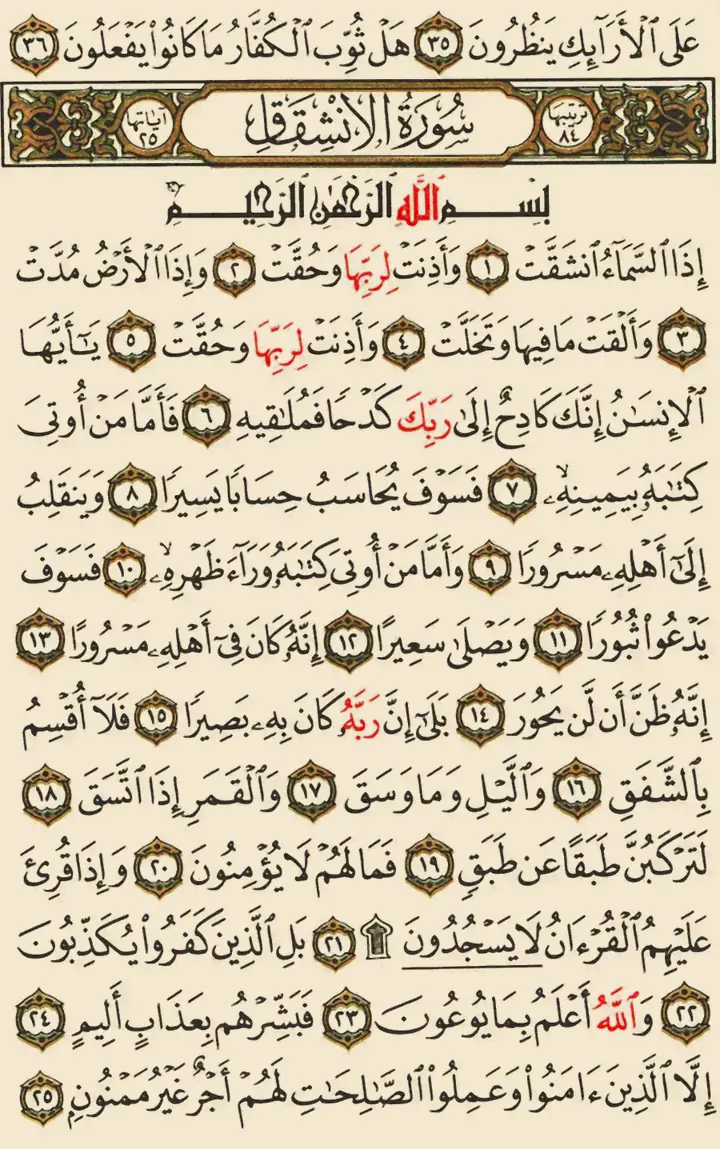 عَلَى ٱلْأَرَآئِكِ يَنظُرُونَ ٣٥ هَلْ ثُوِّبَ ٱلْكُفَّارُ مَا كَانُوا۟ يَفْعَلُونَ ٣٦
ترتيبها ٨٤ سُورَةُ الانْشِقَاقِ آياتها ٢٥
بِسْمِ ٱللَّهِ ٱلرَّحْمَٰنِ ٱلرَّحِيمِ
إِذَا ٱلسَّمَآءُ ٱنشَقَّتْ ١ وَأَذِنَتْ لِرَبِّهَا وَحُقَّتْ ٢ وَإِذَا ٱلْأَرْضُ مُدَّتْ
٣ وَأَلْقَتْ مَا فِيهَا وَتَخَلَّتْ ٤ وَأَذِنَتْ لِرَبِّهَا وَحُقَّتْ ٥ يَٰٓأَيُّهَا
ٱلْإِنسَٰنُ إِنَّكَ كَادِحٌ إِلَىٰ رَبِّكَ كَدْحًا فَمُلَٰقِيهِ ٦ فَأَمَّا مَنْ أُوتِىَ
كِتَٰبَهُۥ بِيَمِينِهِۦ ٧ فَسَوْفَ يُحَاسَبُ حِسَابًا يَسِيرًا ٨ وَيَنقَلِبُ
إِلَىٰٓ أَهْلِهِۦ مَسْرُورًا ٩ وَأَمَّا مَنْ أُوتِىَ كِتَٰبَهُۥ وَرَآءَ ظَهْرِهِۦ ١٠ فَسَوْفَ
يَدْعُوا۟ ثُبُورًا ١١ وَيَصْلَىٰ سَعِيرًا ١٢ إِنَّهُۥ كَانَ فِىٓ أَهْلِهِۦ مَسْرُورًا ١٣
إِنَّهُۥ ظَنَّ أَن لَّن يَحُورَ ١٤ بَلَىٰٓ إِنَّ رَبَّهُۥ كَانَ بِهِۦ بَصِيرًا ١٥ فَلَآ أُقْسِمُ
بِٱلشَّفَقِ ١٦ وَٱلَّيْلِ وَمَا وَسَقَ ١٧ وَٱلْقَمَرِ إِذَا ٱتَّسَقَ ١٨
لَتَرْكَبُنَّ طَبَقًا عَن طَبَقٍ ١٩ فَمَا لَهُمْ لَا يُؤْمِنُونَ ٢٠ وَإِذَا قُرِئَ
عَلَيْهِمُ ٱلْقُرْءَانُ لَا يَسْجُدُونَ ۩ ٢١ بَلِ ٱلَّذِينَ كَفَرُوا۟ يُكَذِّبُونَ
٢٢ وَٱللَّهُ أَعْلَمُ بِمَا يُوعُونَ ٢٣ فَبَشِّرْهُم بِعَذَابٍ أَلِيمٍ ٢٤
إِلَّا ٱلَّذِينَ ءَامَنُوا۟ وَعَمِلُوا۟ ٱلصَّٰلِحَٰتِ لَهُمْ أَجْرٌ غَيْرُ مَمْنُونٍۭ ٢٥